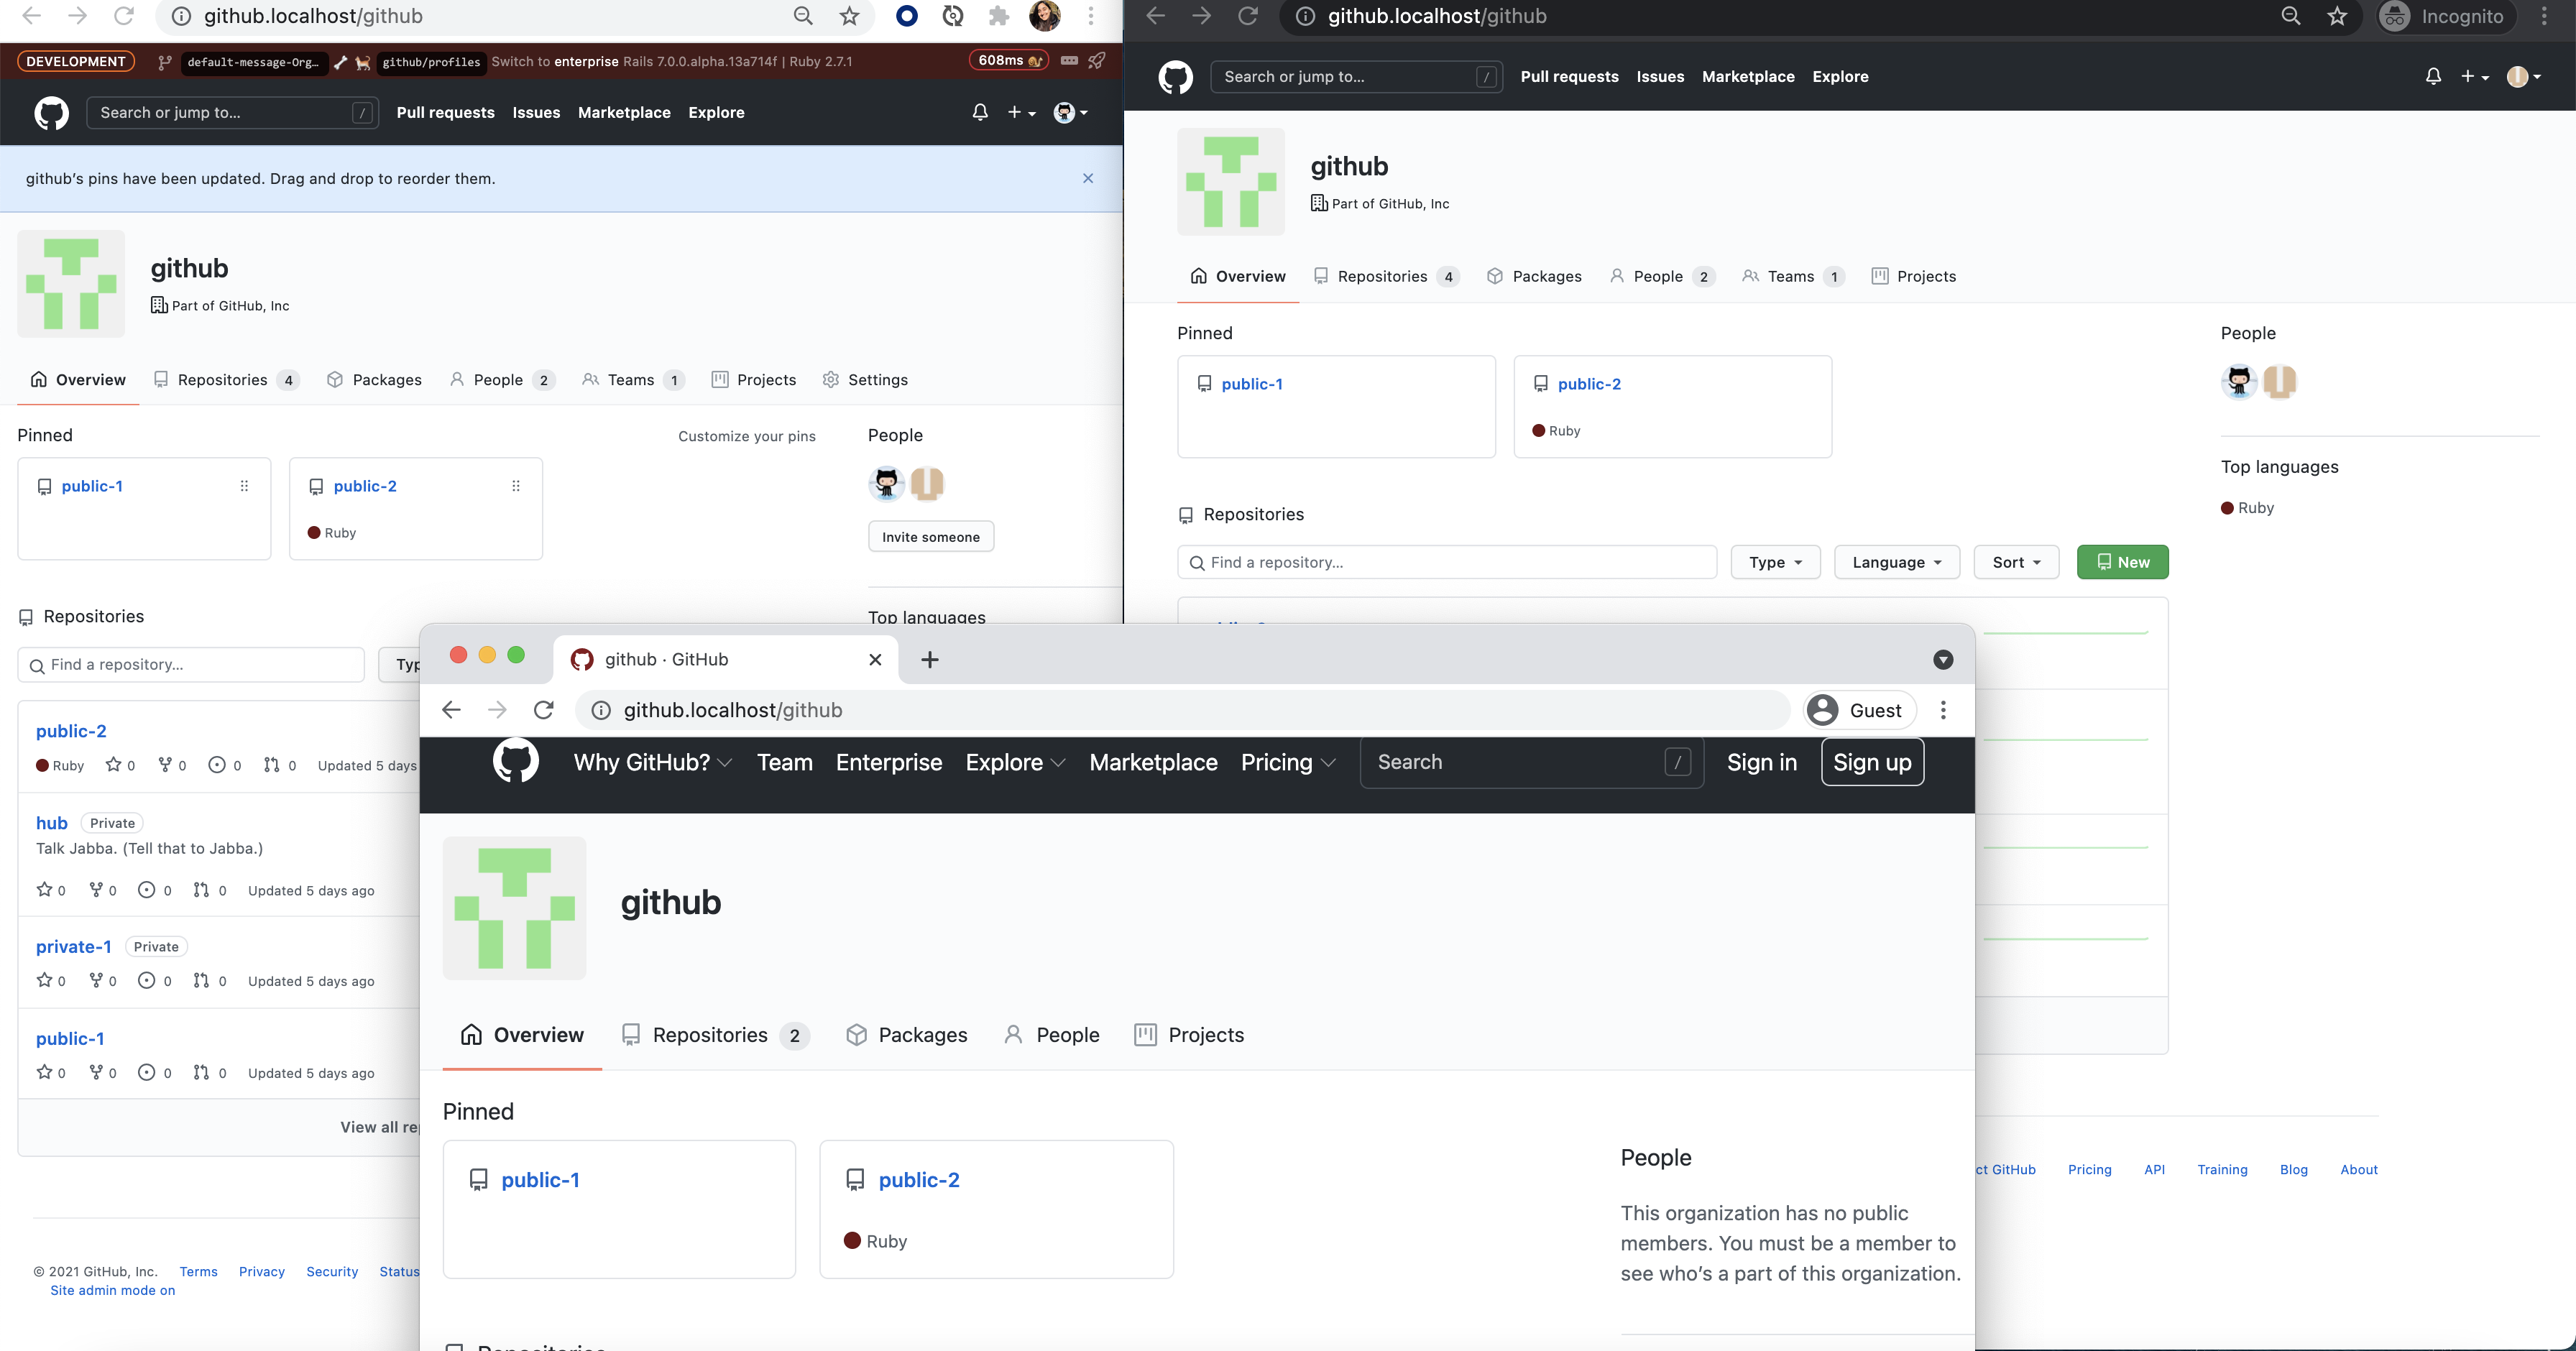 github.localhost/github
DEVELOPMENT default-message-Org… github/profiles Switch to enterprise Rails 7.0.0.alpha.13a714f | Ruby 2.7.1 608ms
Search or jump to... / Pull requests Issues Marketplace Explore
github's pins have been updated. Drag and drop to reorder them.
github
Part of GitHub, Inc
Overview Repositories 4 Packages People 2 Teams 1 Projects Settings
Pinned Customize your pins
public-1
public-2
Ruby
People
Invite someone
Top languages
Repositories
Find a repository... Typ
public-2
Ruby 0 0 0 0 Updated 5 days
hub Private
Talk Jabba. (Tell that to Jabba.)
0 0 0 0 Updated 5 days ago
private-1 Private
0 0 0 0 Updated 5 days ago
public-1
0 0 0 0 Updated 5 days ago
View all re
© 2021 GitHub, Inc. Terms Privacy Security Status
Site admin mode on
github.localhost/github Incognito
Search or jump to... / Pull requests Issues Marketplace Explore
github
Part of GitHub, Inc
Overview Repositories 4 Packages People 2 Teams 1 Projects
Pinned
public-1
public-2
Ruby
People
Top languages
Ruby
Repositories
Find a repository... Type Language Sort New
ct GitHub Pricing API Training Blog About
github · GitHub
github.localhost/github Guest
Why GitHub? Team Enterprise Explore Marketplace Pricing Search / Sign in Sign up
github
Overview Repositories 2 Packages People Projects
Pinned
public-1
public-2
Ruby
People
This organization has no public
members. You must be a member to
see who's a part of this organization.
Repositories